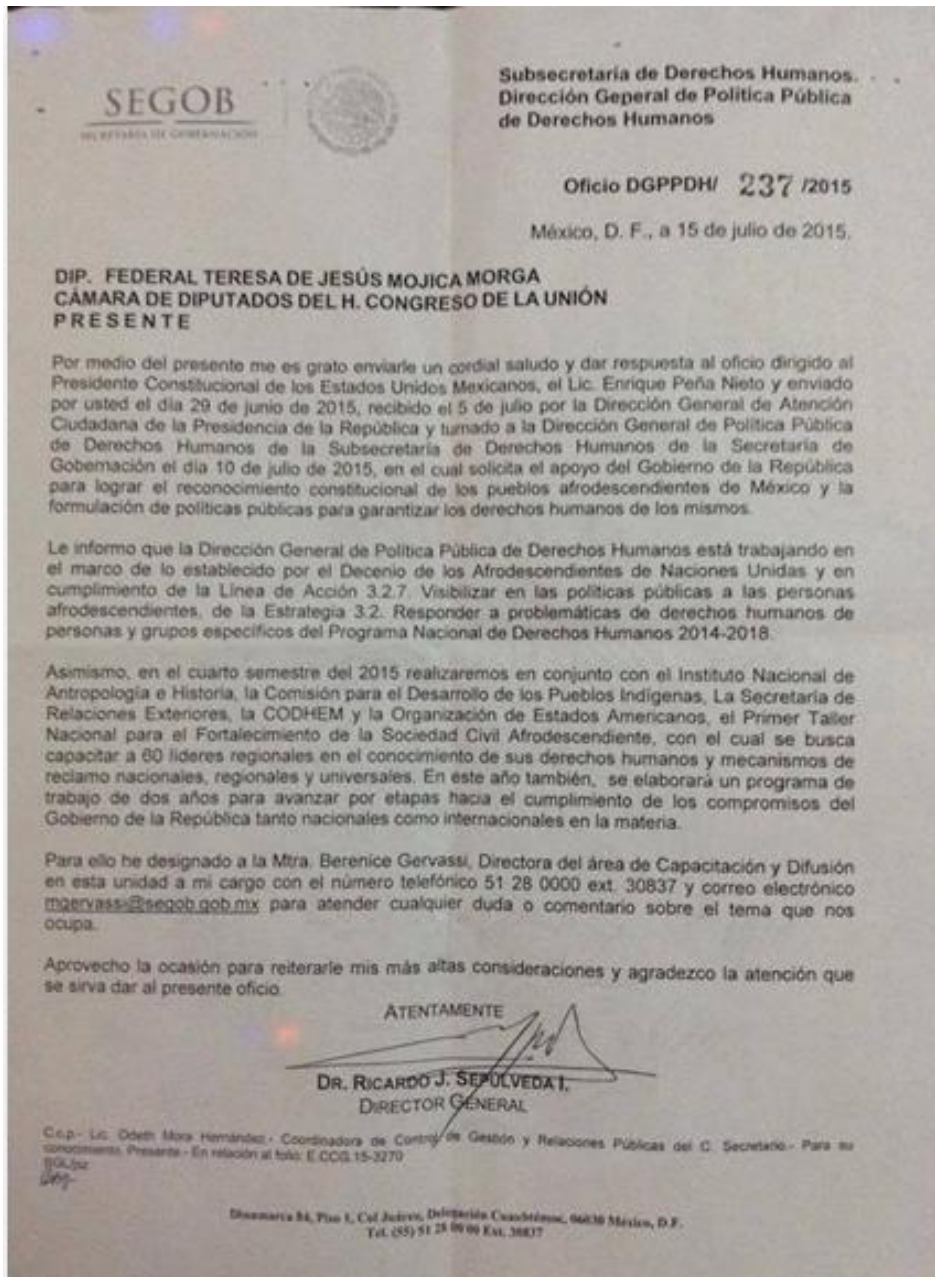 SEGOB
SECRETARÍA DE GOBERNACIÓN
Subsecretaría de Derechos Humanos.
Dirección General de Política Pública
de Derechos Humanos
Oficio DGPPDH/ 237 /2015
México, D. F., a 15 de julio de 2015.
DIP. FEDERAL TERESA DE JESÚS MOJICA MORGA
CÁMARA DE DIPUTADOS DEL H. CONGRESO DE LA UNIÓN
P R E S E N T E
Por medio del presente me es grato enviarle un cordial saludo y dar respuesta al oficio dirigido al
Presidente Constitucional de los Estados Unidos Mexicanos, el Lic. Enrique Peña Nieto y enviado
por usted el día 29 de junio de 2015, recibido el 5 de julio por la Dirección General de Atención
Ciudadana de la Presidencia de la República y turnado a la Dirección General de Política Pública
de Derechos Humanos de la Subsecretaría de Derechos Humanos de la Secretaría de
Gobernación el día 10 de julio de 2015, en el cual solicita el apoyo del Gobierno de la República
para lograr el reconocimiento constitucional de los pueblos afrodescendientes de México y la
formulación de políticas públicas para garantizar los derechos humanos de los mismos.
Le informo que la Dirección General de Política Pública de Derechos Humanos está trabajando en
el marco de lo establecido por el Decenio de los Afrodescendientes de Naciones Unidas y en
cumplimiento de la Línea de Acción 3.2.7. Visibilizar en las políticas públicas a las personas
afrodescendientes, de la Estrategia 3.2. Responder a problemáticas de derechos humanos de
personas y grupos específicos del Programa Nacional de Derechos Humanos 2014-2018.
Asimismo, en el cuarto semestre del 2015 realizaremos en conjunto con el Instituto Nacional de
Antropología e Historia, la Comisión para el Desarrollo de los Pueblos Indígenas, La Secretaría de
Relaciones Exteriores, la CODHEM y la Organización de Estados Americanos, el Primer Taller
Nacional para el Fortalecimiento de la Sociedad Civil Afrodescendiente, con el cual se busca
capacitar a 60 líderes regionales en el conocimiento de sus derechos humanos y mecanismos de
reclamo nacionales, regionales y universales. En este año también, se elaborará un programa de
trabajo de dos años para avanzar por etapas hacia el cumplimiento de los compromisos del
Gobierno de la República tanto nacionales como internacionales en la materia.
Para ello he designado a la Mtra. Berenice Gervassi, Directora del área de Capacitación y Difusión
en esta unidad a mi cargo con el número telefónico 51 28 0000 ext. 30837 y correo electrónico
mgervassi@segob.gob.mx para atender cualquier duda o comentario sobre el tema que nos
ocupa.
Aprovecho la ocasión para reiterarle mis más altas consideraciones y agradezco la atención que
se sirva dar al presente oficio.
ATENTAMENTE
DR. RICARDO J. SEPÚLVEDA I.
DIRECTOR GENERAL
C.c.p.- Lic. Odeth Mora Hernández.- Coordinadora de Control de Gestión y Relaciones Públicas del C. Secretario.- Para su
conocimiento. Presente.- En relación al folio: E.CCG.15-3270
Dinamarca 84, Piso 1, Col Juárez, Delegación Cuauhtémoc, 06030 México, D.F.
Tel. (55) 51 28 00 00 Ext. 30837